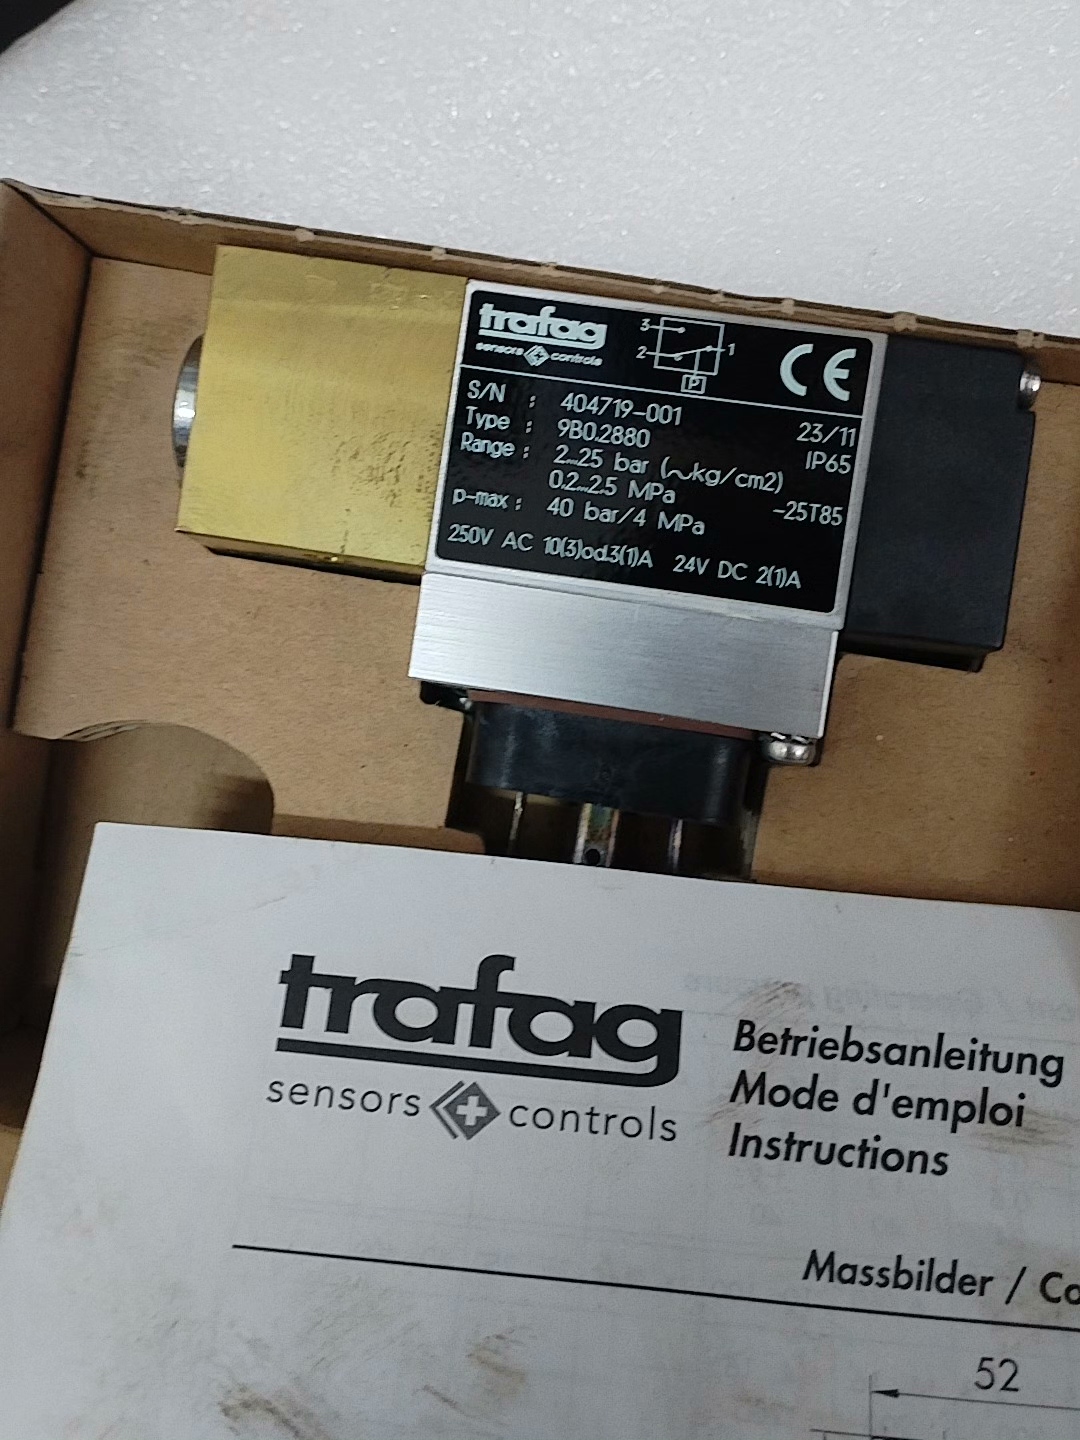 trafag
sensors controls
3
2
1
P
CE
S/N : 404719-001 23/11
Type : 9B0.2880 IP65
Range : 2...25 bar (~kg/cm2)
0.2...2.5 MPa -25T85
p-max : 40 bar/4 MPa
250V AC 10(3)od.3(1)A 24V DC 2(1)A
trafag
sensors controls
Betriebsanleitung
Mode d'emploi
Instructions
Massbilder / Co
52